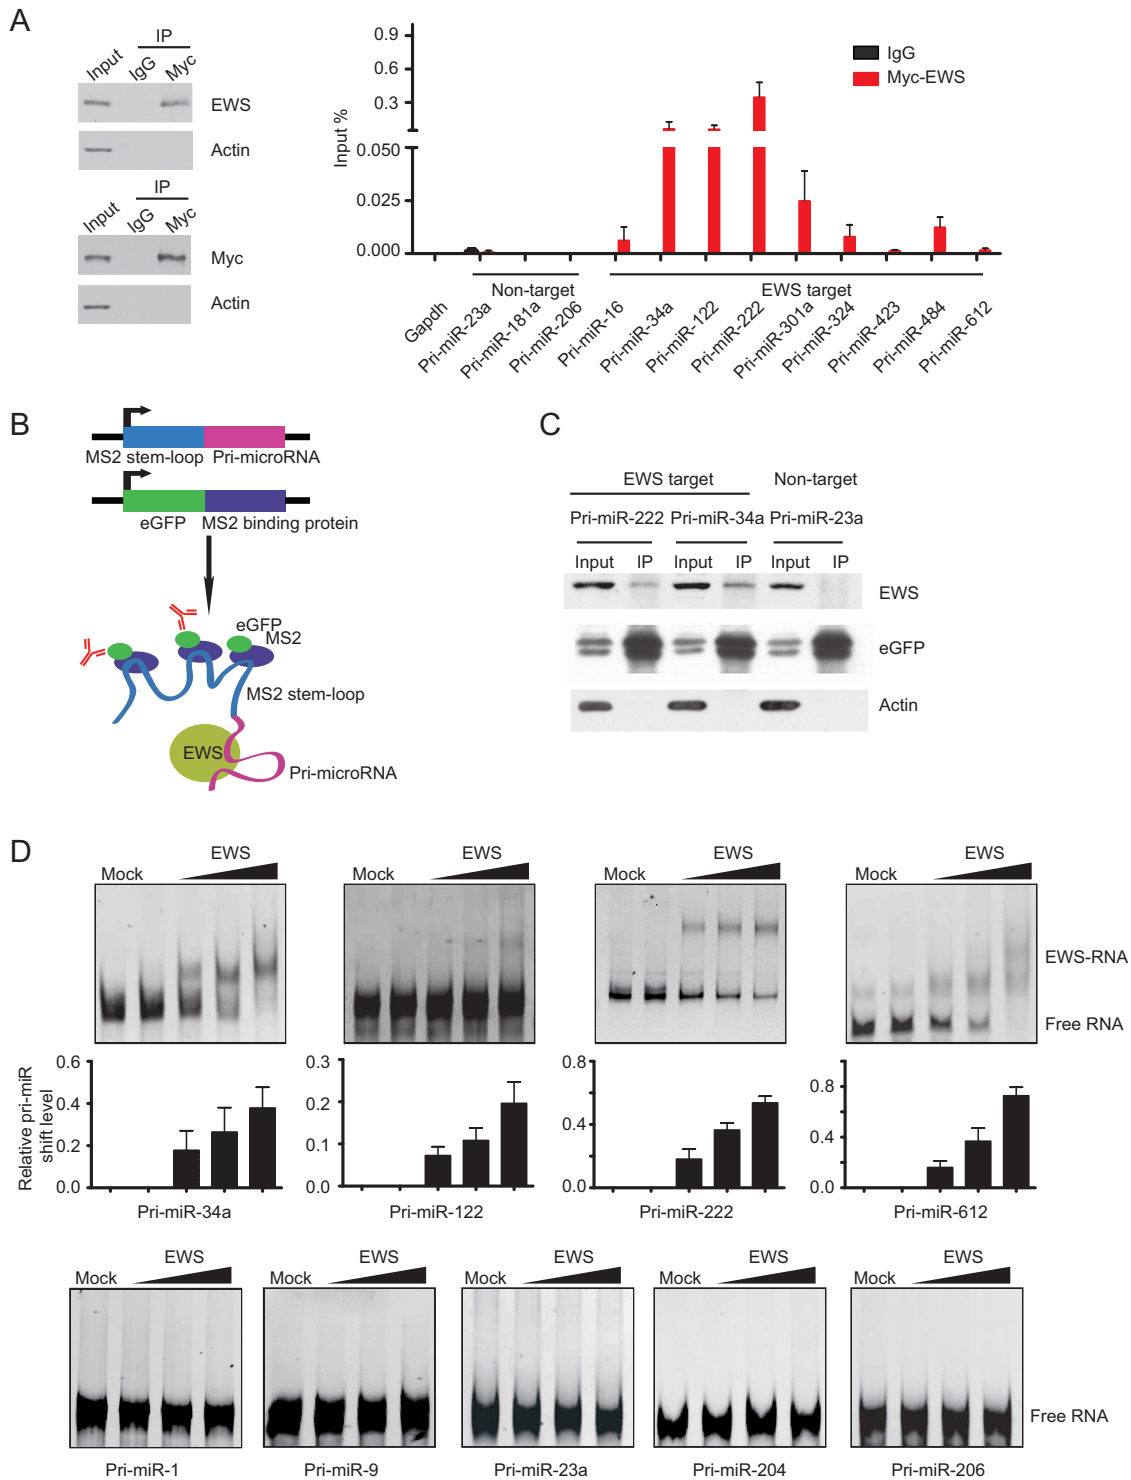 A
IP
Input IgG Myc
EWS
Actin
IP
Input IgG Myc
Myc
Actin
Input %
0.9
0.6
0.3
0.050
0.025
0.000
IgG
Myc-EWS
Non-target EWS target
Gapdh Pri-miR-23a Pri-miR-181a Pri-miR-206 Pri-miR-16 Pri-miR-34a Pri-miR-122 Pri-miR-222 Pri-miR-301a Pri-miR-324 Pri-miR-423 Pri-miR-484 Pri-miR-612
B
MS2 stem-loop Pri-microRNA
eGFP MS2 binding protein
eGFP
MS2
MS2 stem-loop
EWS
Pri-microRNA
C
EWS target Non-target
Pri-miR-222 Pri-miR-34a Pri-miR-23a
Input IP Input IP Input IP
EWS
eGFP
Actin
D
EWS EWS EWS EWS
Mock Mock Mock Mock
EWS-RNA
Free RNA
Relative pri-miR
shift level
0.6
0.4
0.2
0.0
Pri-miR-34a
0.3
0.2
0.1
0.0
Pri-miR-122
0.8
0.4
0.0
Pri-miR-222
0.8
0.4
0.0
Pri-miR-612
EWS EWS EWS EWS EWS
Mock Mock Mock Mock Mock
Free RNA
Pri-miR-1 Pri-miR-9 Pri-miR-23a Pri-miR-204 Pri-miR-206